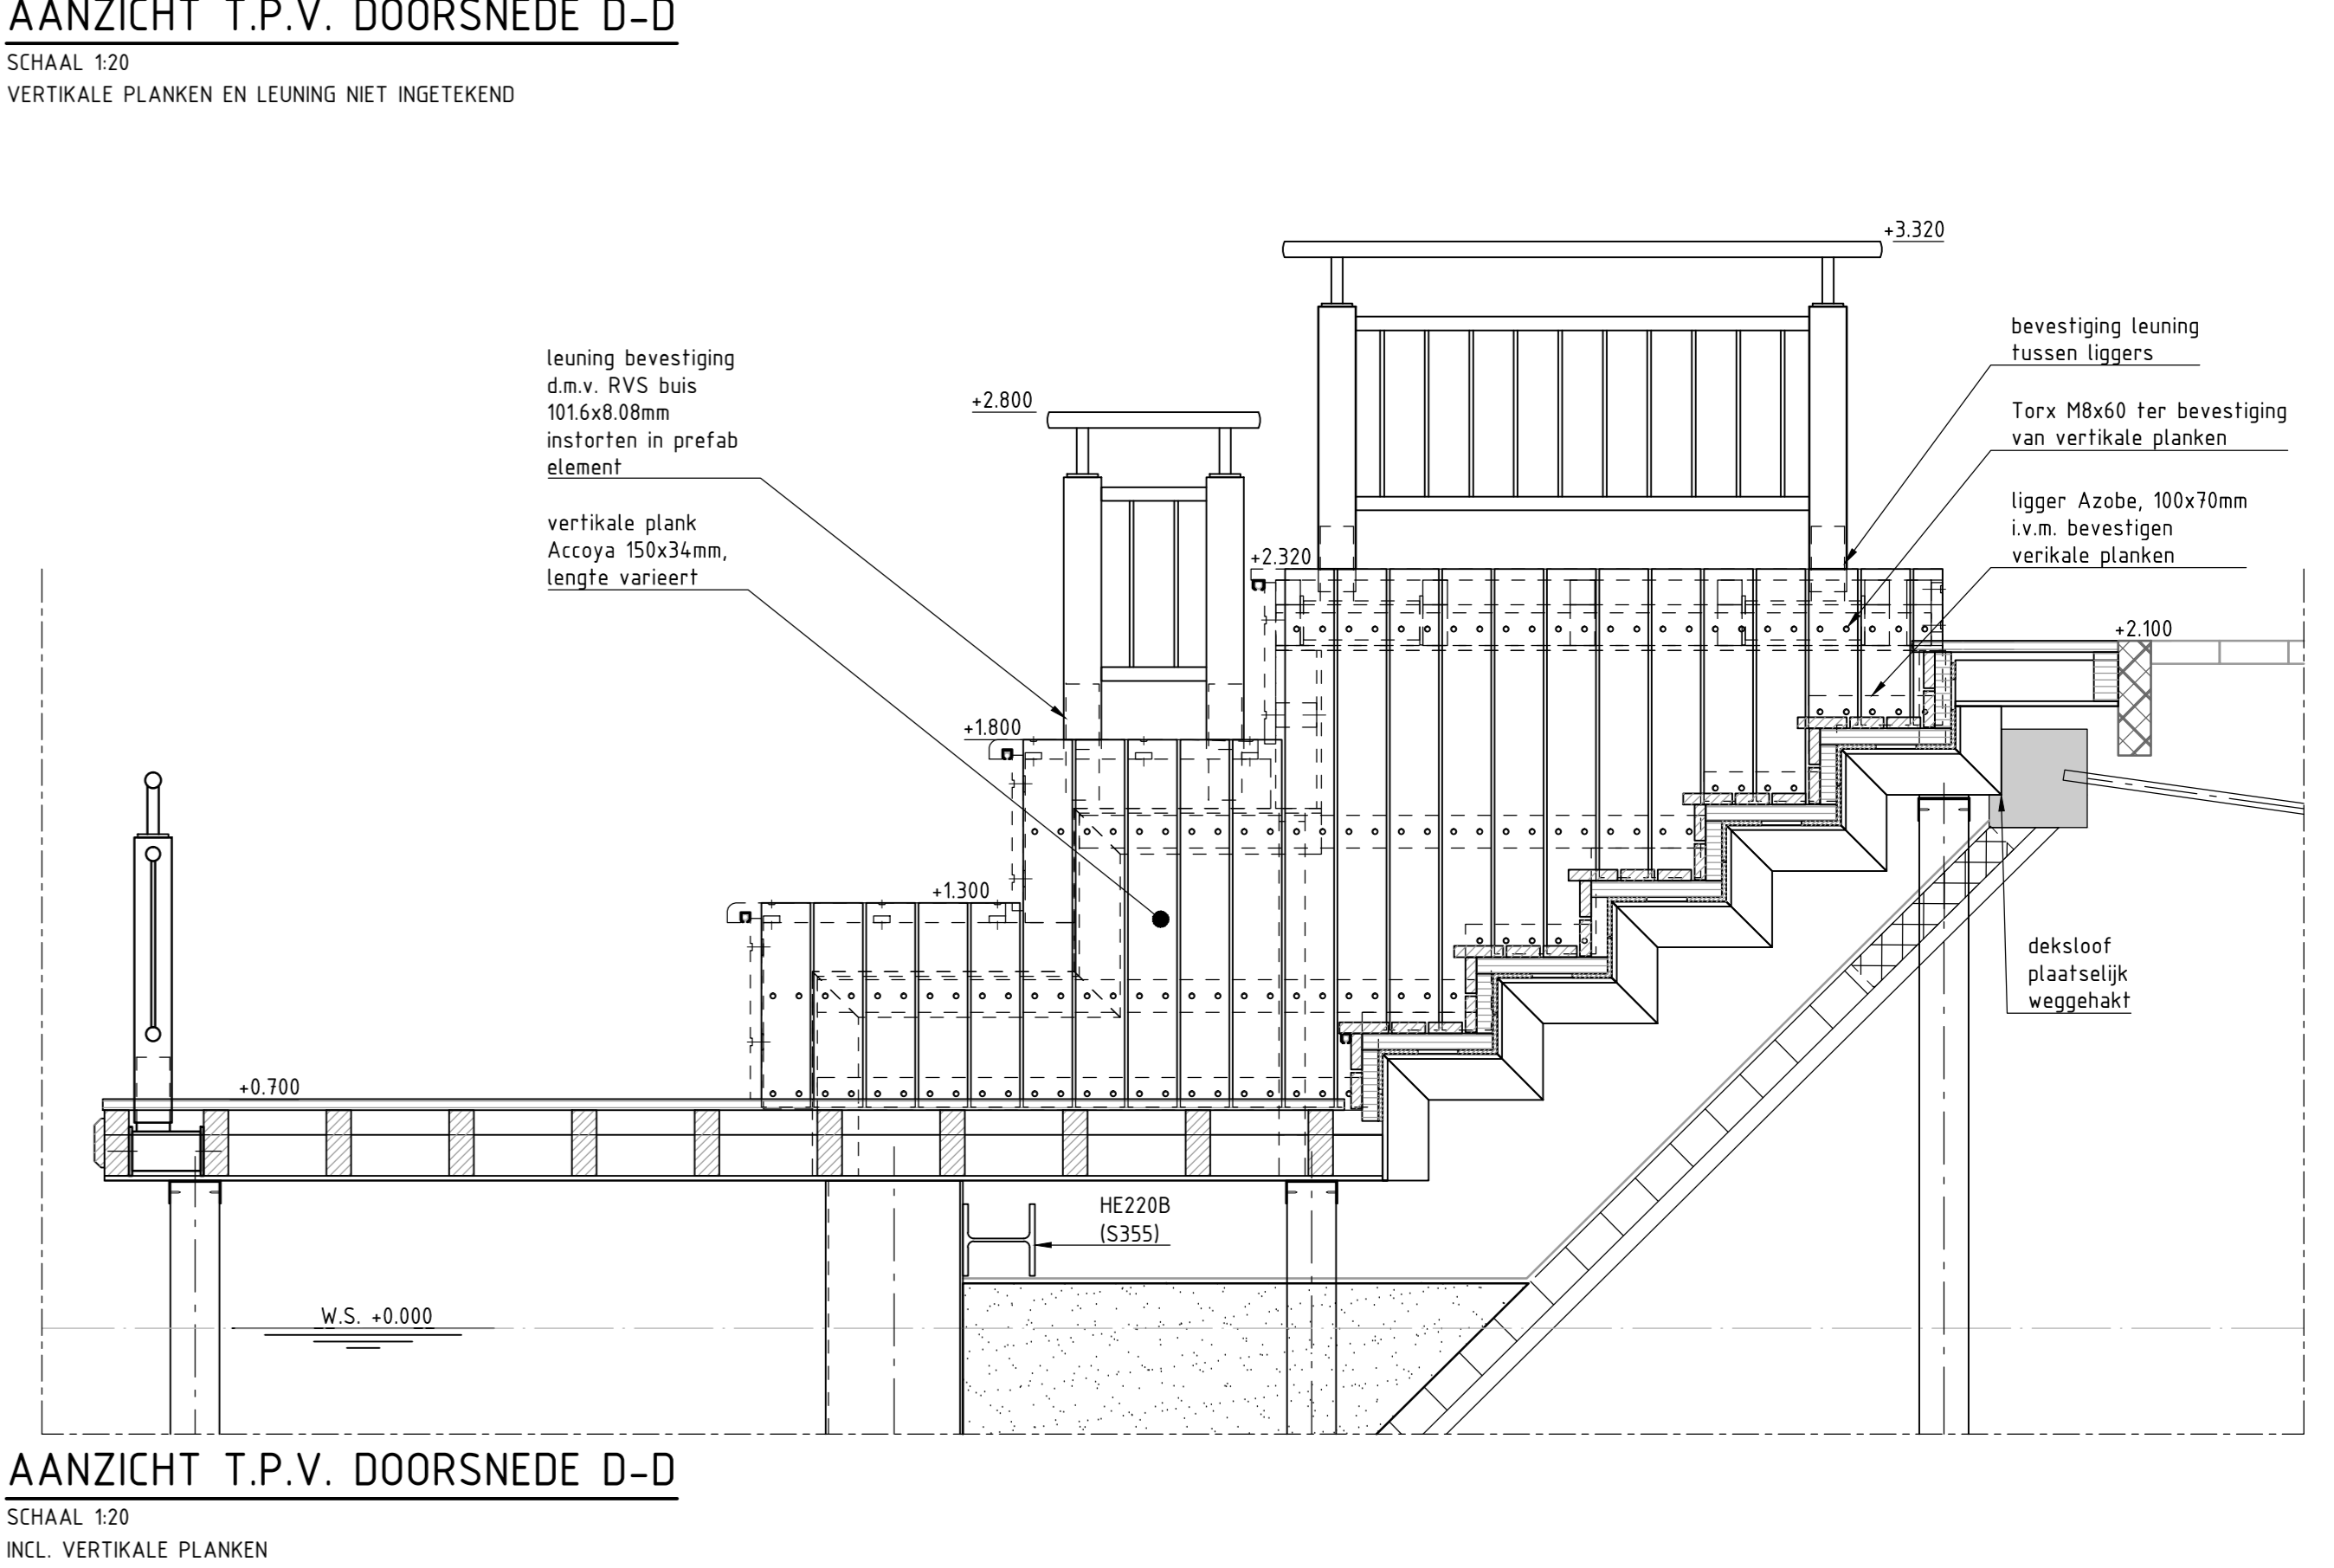 AANZICHT T.P.V. DOORSNEDE D-D
SCHAAL 1:20
VERTIKALE PLANKEN EN LEUNING NIET INGETEKEND
+3.320
bevestiging leuning
tussen liggers
leuning bevestiging
d.m.v. RVS buis
101.6x8.08mm
instorten in prefab
element
+2.800
Torx M8x60 ter bevestiging
van vertikale planken
ligger Azobe, 100x70mm
i.v.m. bevestigen
verikale planken
vertikale plank
Accoya 150x34mm,
lengte varieert
+2.320
+2.100
+1.800
+1.300
deksloof
plaatselijk
weggehakt
+0.700
HE220B
(S355)
W.S. +0.000
AANZICHT T.P.V. DOORSNEDE D-D
SCHAAL 1:20
INCL. VERTIKALE PLANKEN